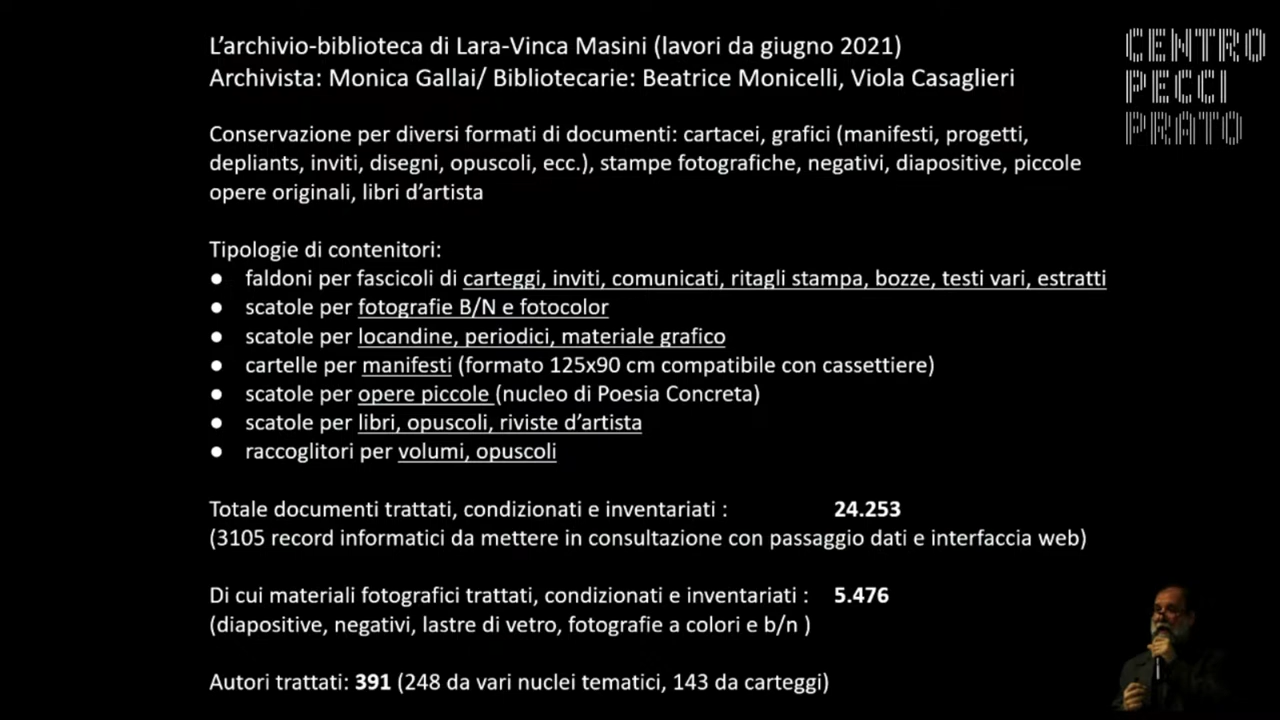 L'archivio-biblioteca di Lara-Vinca Masini (lavori da giugno 2021)
Archivista: Monica Gallai/ Bibliotecarie: Beatrice Monicelli, Viola Casaglieri
CENTRO
PECCI
PRATO
Conservazione per diversi formati di documenti: cartacei, grafici (manifesti, progetti,
depliants, inviti, disegni, opuscoli, ecc.), stampe fotografiche, negativi, diapositive, piccole
opere originali, libri d'artista
Tipologie di contenitori:
● faldoni per fascicoli di carteggi, inviti, comunicati, ritagli stampa, bozze, testi vari, estratti
● scatole per fotografie B/N e fotocolor
● scatole per locandine, periodici, materiale grafico
● cartelle per manifesti (formato 125x90 cm compatibile con cassettiere)
● scatole per opere piccole (nucleo di Poesia Concreta)
● scatole per libri, opuscoli, riviste d'artista
● raccoglitori per volumi, opuscoli
Totale documenti trattati, condizionati e inventariati : 24.253
(3105 record informatici da mettere in consultazione con passaggio dati e interfaccia web)
Di cui materiali fotografici trattati, condizionati e inventariati : 5.476
(diapositive, negativi, lastre di vetro, fotografie a colori e b/n )
Autori trattati: 391 (248 da vari nuclei tematici, 143 da carteggi)